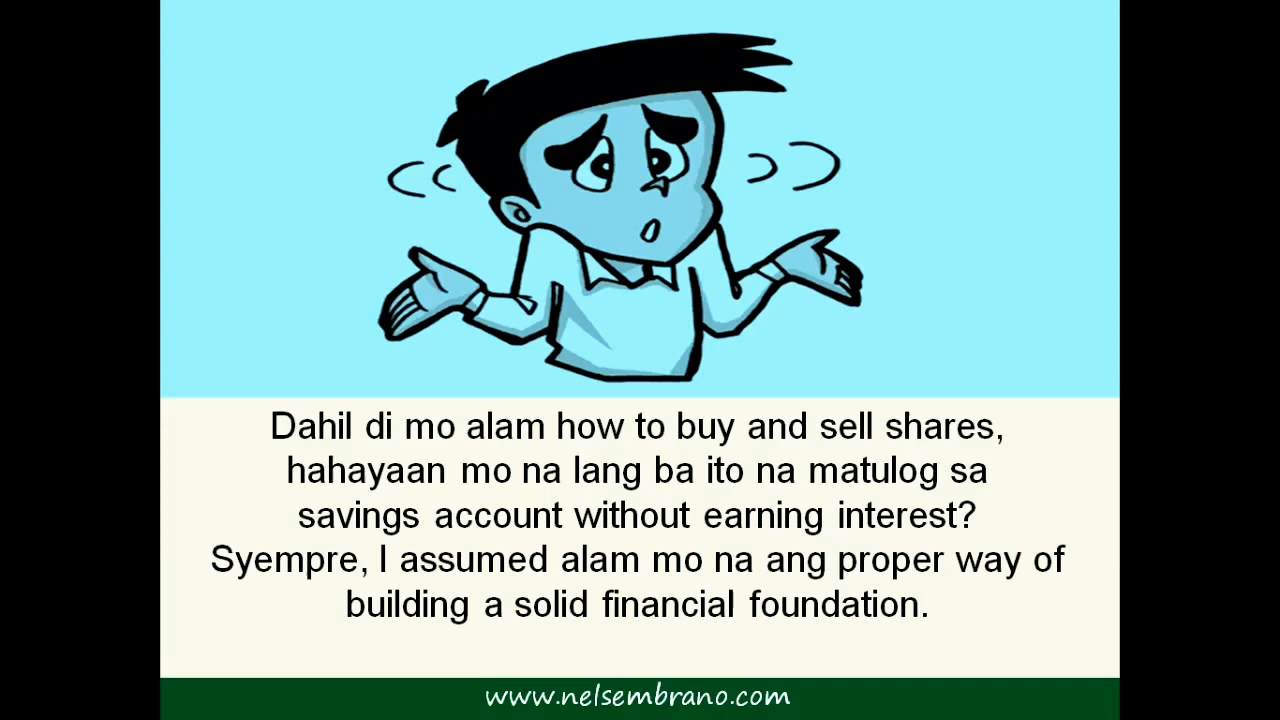 Dahil di mo alam how to buy and sell shares,
hahayaan mo na lang ba ito na matulog sa
savings account without earning interest?
Syempre, I assumed alam mo na ang proper way of
building a solid financial foundation.
www.nelsembrano.com